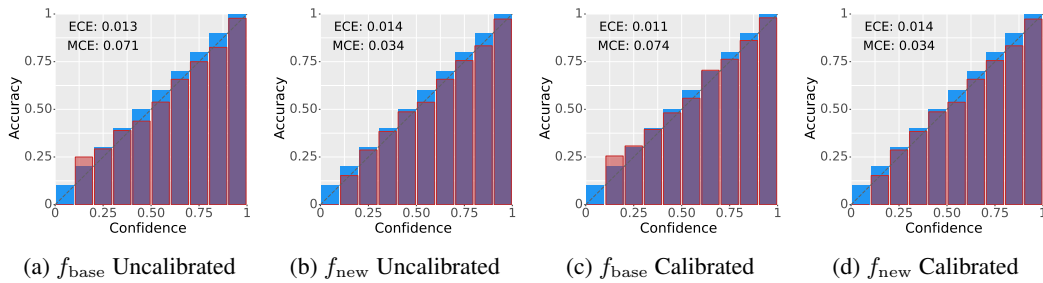 ECE: 0.013
MCE: 0.071
Accuracy
1
0.75
0.50
0.25
0
0 0.25 0.50 0.75 1
Confidence
(a) f_base Uncalibrated
ECE: 0.014
MCE: 0.034
Accuracy
1
0.75
0.50
0.25
0
0 0.25 0.50 0.75 1
Confidence
(b) f_new Uncalibrated
ECE: 0.011
MCE: 0.074
Accuracy
1
0.75
0.50
0.25
0
0 0.25 0.50 0.75 1
Confidence
(c) f_base Calibrated
ECE: 0.014
MCE: 0.034
Accuracy
1
0.75
0.50
0.25
0
0 0.25 0.50 0.75 1
Confidence
(d) f_new Calibrated